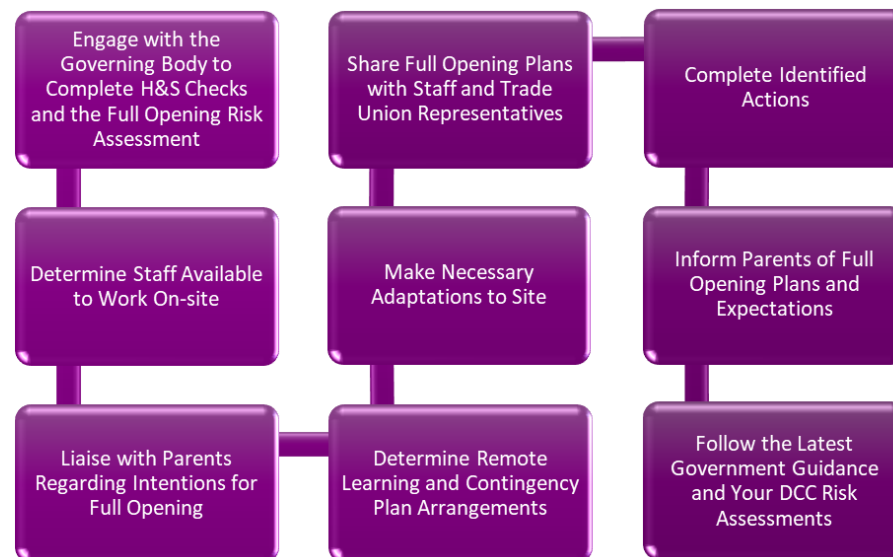 Engage with the
Governing Body to
Complete H&S Checks
and the Full Opening Risk
Assessment
Determine Staff Available
to Work On-site
Liaise with Parents
Regarding Intentions for
Full Opening
Determine Remote
Learning and Contingency
Plan Arrangements
Make Necessary
Adaptations to Site
Share Full Opening Plans
with Staff and Trade
Union Representatives
Complete Identified
Actions
Inform Parents of Full
Opening Plans and
Expectations
Follow the Latest
Government Guidance
and Your DCC Risk
Assessments